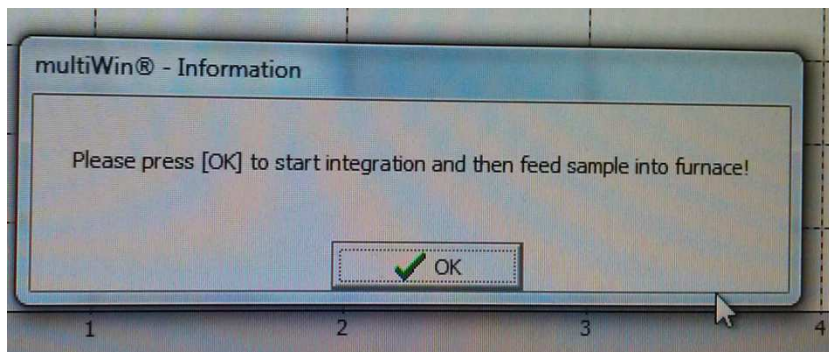 multiWin® - Information
Please press [OK] to start integration and then feed sample into furnace!
OK
1 2 3 4